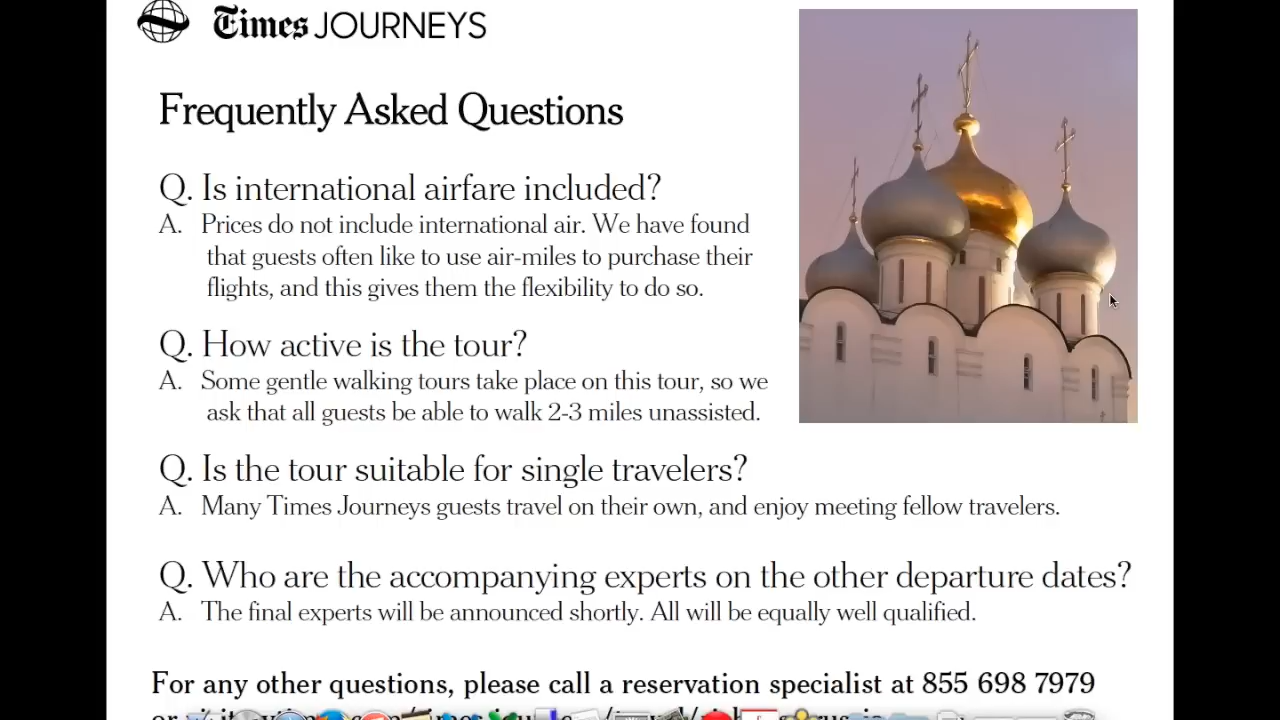 Times JOURNEYS
Frequently Asked Questions
Q. Is international airfare included?
A. Prices do not include international air. We have found
that guests often like to use air-miles to purchase their
flights, and this gives them the flexibility to do so.
Q. How active is the tour?
A. Some gentle walking tours take place on this tour, so we
ask that all guests be able to walk 2-3 miles unassisted.
Q. Is the tour suitable for single travelers?
A. Many Times Journeys guests travel on their own, and enjoy meeting fellow travelers.
Q. Who are the accompanying experts on the other departure dates?
A. The final experts will be announced shortly. All will be equally well qualified.
For any other questions, please call a reservation specialist at 855 698 7979
or